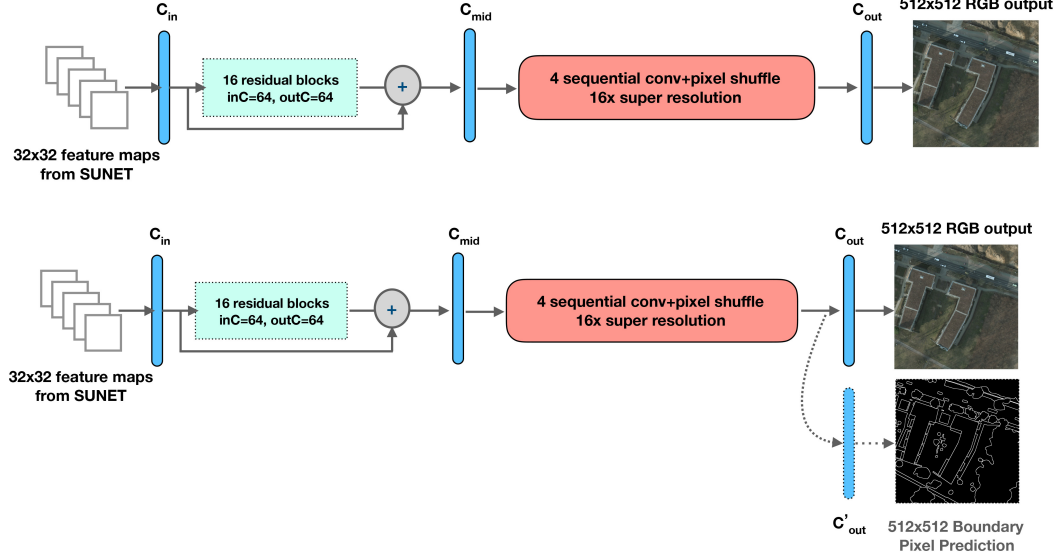 512x512 RGB output
C_in
C_mid
C_out
16 residual blocks
inC=64, outC=64
+
4 sequential conv+pixel shuffle
16x super resolution
32x32 feature maps
from SUNET
512x512 RGB output
C_in
C_mid
C_out
16 residual blocks
inC=64, outC=64
+
4 sequential conv+pixel shuffle
16x super resolution
32x32 feature maps
from SUNET
C'_out
512x512 Boundary
Pixel Prediction